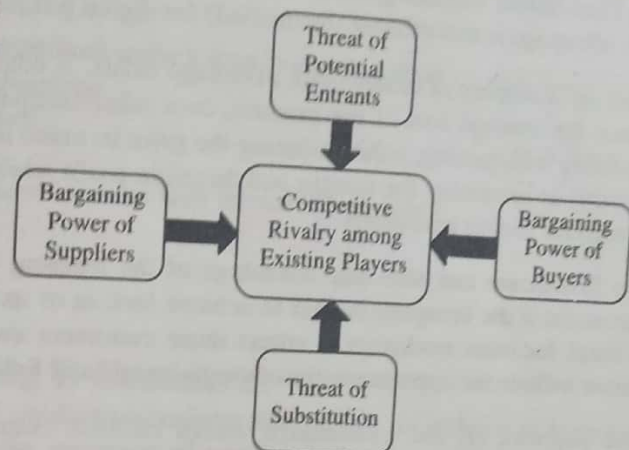 Threat of
Potential
Entrants
Bargaining
Power of
Suppliers
Competitive
Rivalry among
Existing Players
Bargaining
Power of
Buyers
Threat of
Substitution